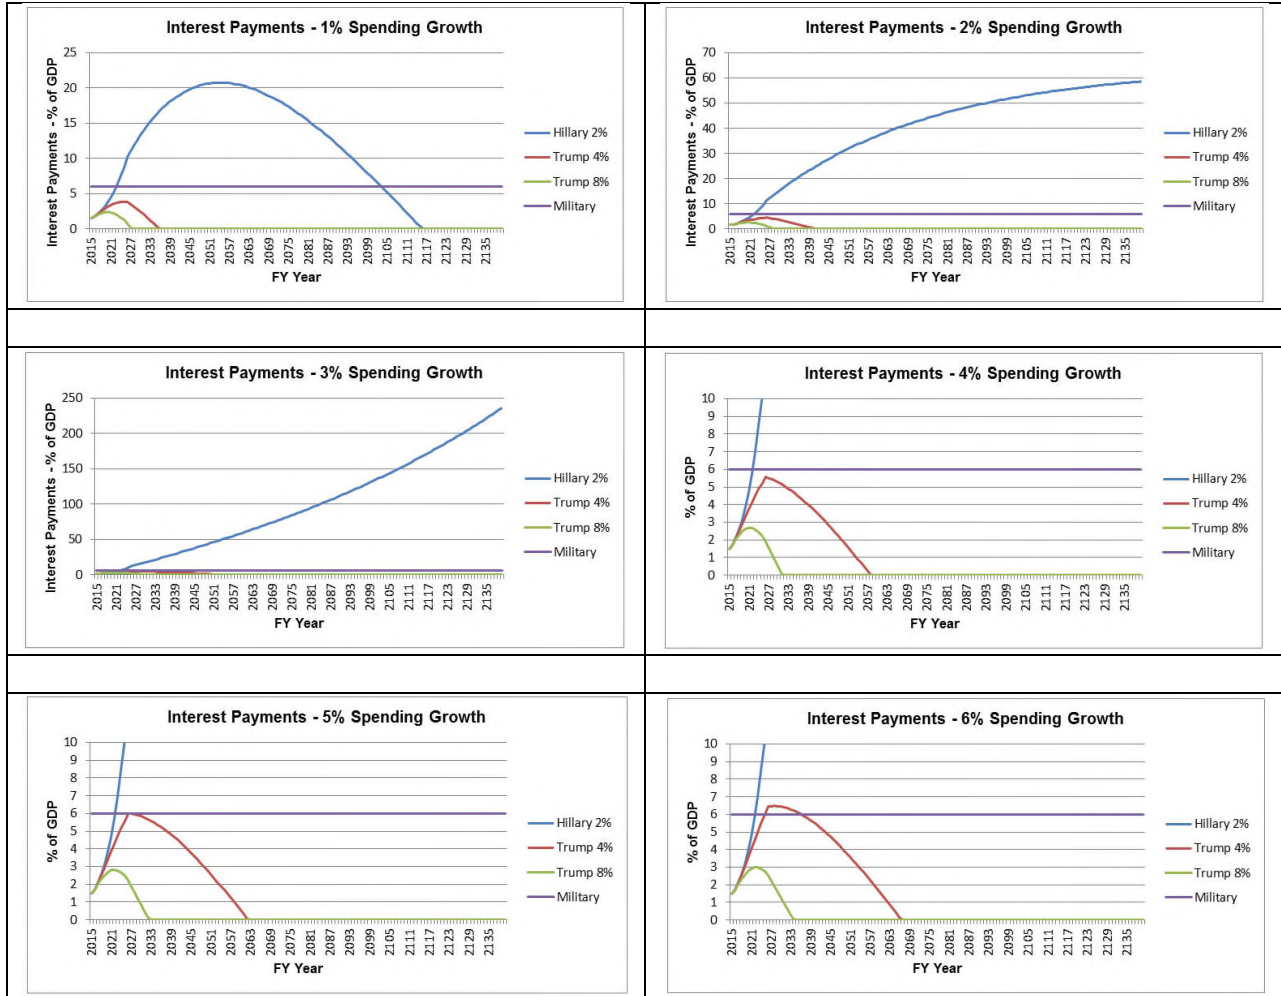 Interest Payments - 1% Spending Growth
Interest Payments - % of GDP
25
20
15
10
5
0
2015 2021 2027 2033 2039 2045 2051 2057 2063 2069 2075 2081 2087 2093 2099 2105 2111 2117 2123 2129 2135
FY Year
Hillary 2%
Trump 4%
Trump 8%
Military
Interest Payments - 2% Spending Growth
Interest Payments - % of GDP
70
60
50
40
30
20
10
0
2015 2021 2027 2033 2039 2045 2051 2057 2063 2069 2075 2081 2087 2093 2099 2105 2111 2117 2123 2129 2135
FY Year
Hillary 2%
Trump 4%
Trump 8%
Military
Interest Payments - 3% Spending Growth
Interest Payments - % of GDP
250
200
150
100
50
0
2015 2021 2027 2033 2039 2045 2051 2057 2063 2069 2075 2081 2087 2093 2099 2105 2111 2117 2123 2129 2135
FY Year
Hillary 2%
Trump 4%
Trump 8%
Military
Interest Payments - 4% Spending Growth
% of GDP
10
9
8
7
6
5
4
3
2
1
0
2015 2021 2027 2033 2039 2045 2051 2057 2063 2069 2075 2081 2087 2093 2099 2105 2111 2117 2123 2129 2135
FY Year
Hillary 2%
Trump 4%
Trump 8%
Military
Interest Payments - 5% Spending Growth
% of GDP
10
9
8
7
6
5
4
3
2
1
0
2015 2021 2027 2033 2039 2045 2051 2057 2063 2069 2075 2081 2087 2093 2099 2105 2111 2117 2123 2129 2135
FY Year
Hillary 2%
Trump 4%
Trump 8%
Military
Interest Payments - 6% Spending Growth
% of GDP
10
9
8
7
6
5
4
3
2
1
0
2015 2021 2027 2033 2039 2045 2051 2057 2063 2069 2075 2081 2087 2093 2099 2105 2111 2117 2123 2129 2135
FY Year
Hillary 2%
Trump 4%
Trump 8%
Military